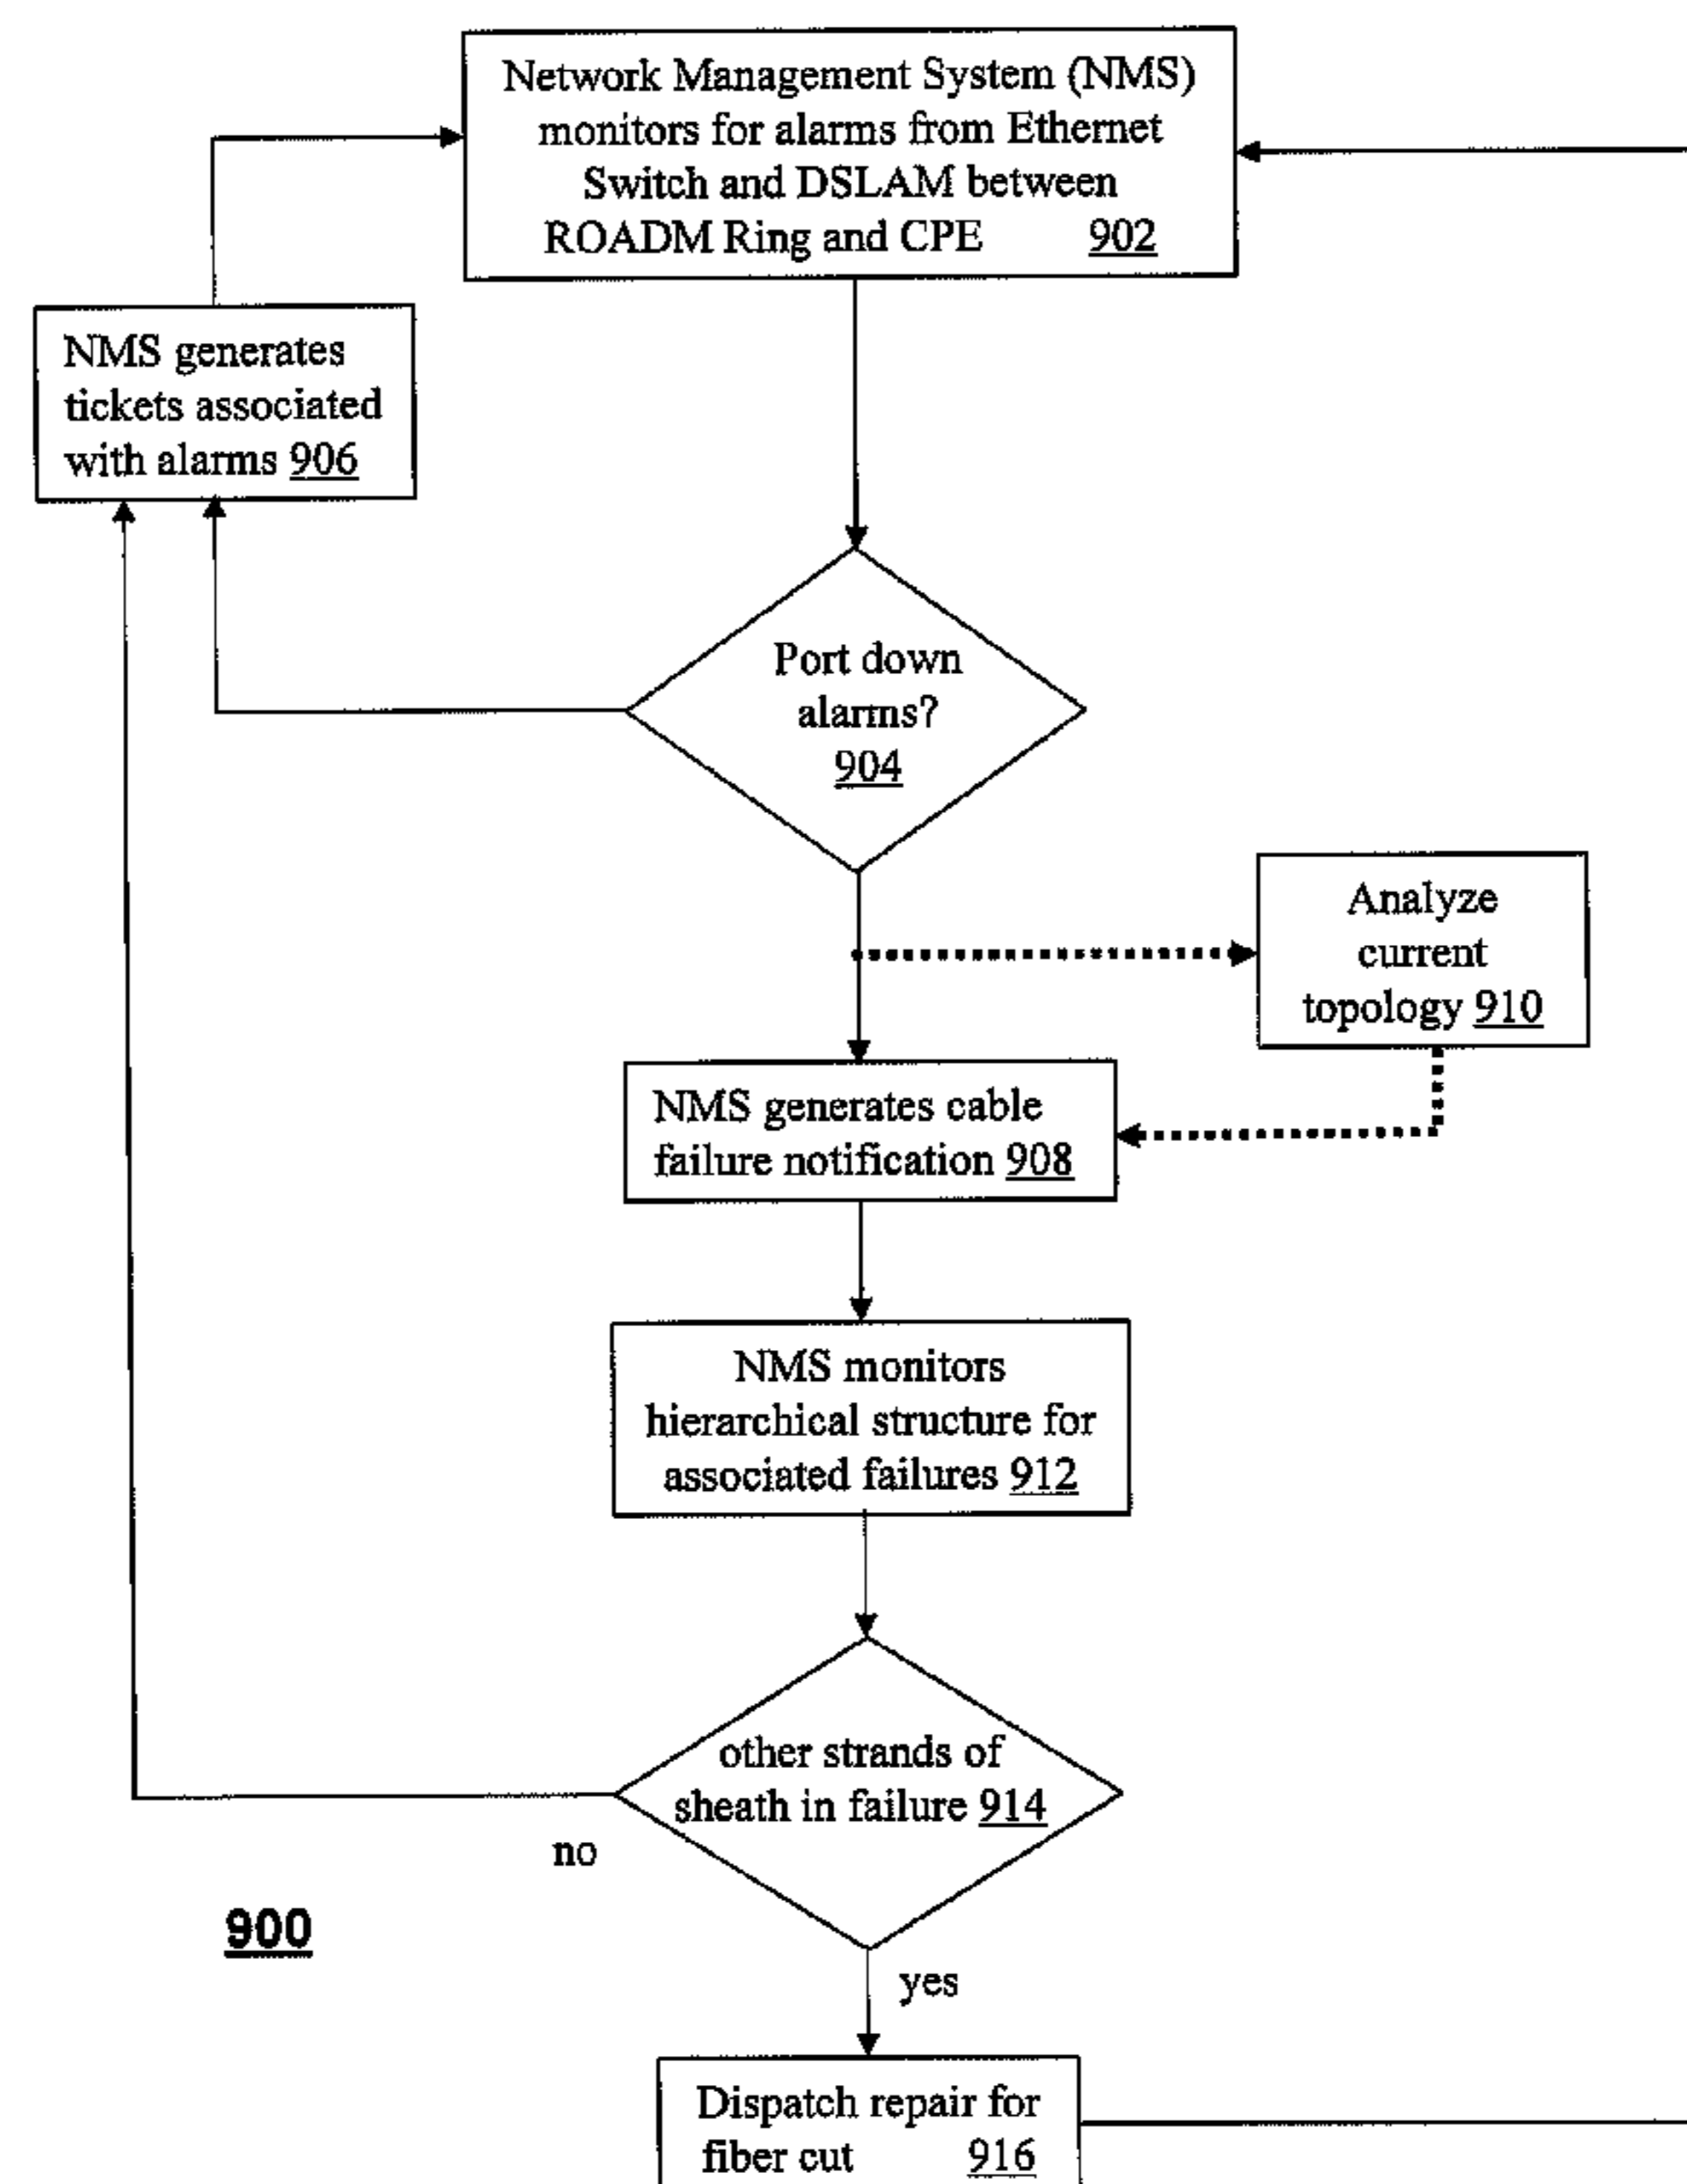 Network Management System (NMS)
monitors for alarms from Ethernet
Switch and DSLAM between
ROADM Ring and CPE 902
NMS generates
tickets associated
with alarms 906
Port down
alarms?
904
Analyze
current
topology 910
NMS generates cable
failure notification 908
NMS monitors
hierarchical structure for
associated failures 912
other strands of
sheath in failure 914
no
900
yes
Dispatch repair for
fiber cut 916